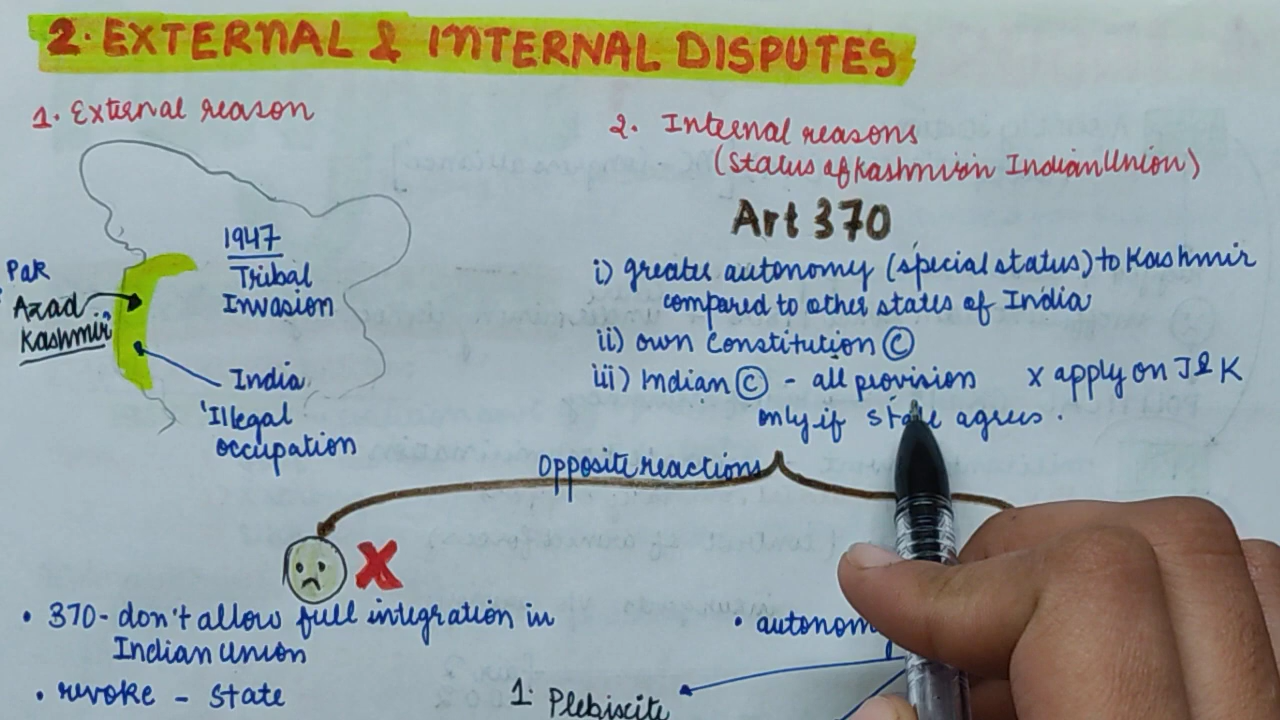 2. EXTERNAL & INTERNAL DISPUTES
1. External reason
1947
Tribal
Invasion
Pak
Azad
Kashmir
India
'Illegal
occupation
2. Internal reasons
(Status of Kashmir in Indian Union)
Art 370
i) greater autonomy (special status) to Kashmir
compared to other states of India
ii) own Constitution ©
iii) Indian © - all provision x apply on J & K
only if state agrees.
Opposite reactions
X
• 370 - don't allow full integration in
Indian Union
• revoke - State
• autonom
1. Plebiscite